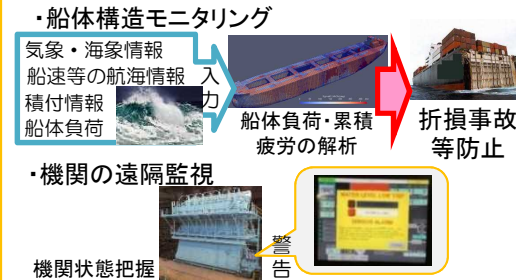 ・船体構造モニタリング
気象・海象情報
船速等の航海情報
積付情報
船体負荷
入力
船体負荷・累積
疲労の解析
折損事故
等防止
・機関の遠隔監視
機関状態把握
警告